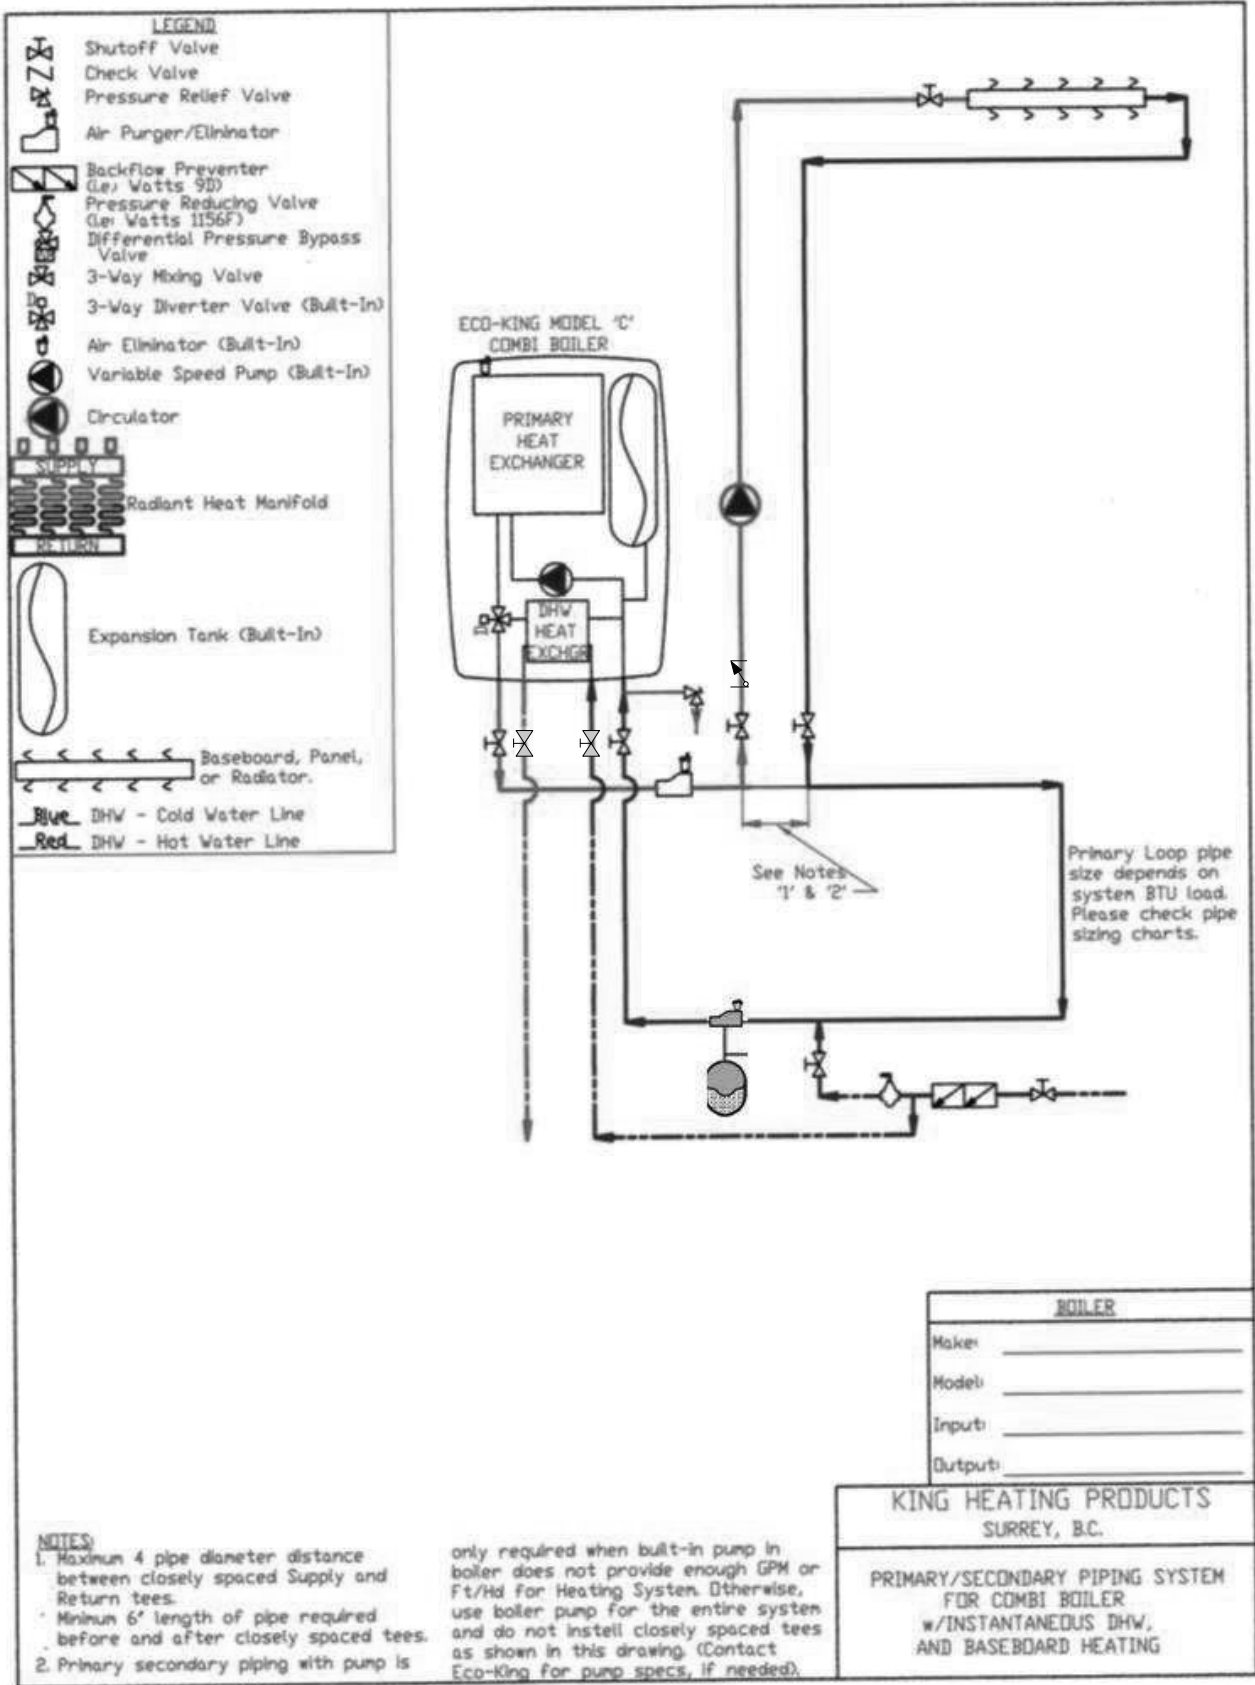 LEGEND
Shutoff Valve
Check Valve
Pressure Relief Valve
Air Purger/Eliminator
Backflow Preventer
(ie; Watts 9D)
Pressure Reducing Valve
(ie: Watts 1156F)
Differential Pressure Bypass
Valve
3-Way Mixing Valve
D
3-Way Diverter Valve (Built-In)
Air Eliminator (Built-In)
Variable Speed Pump (Built-In)
Circulator
SUPPLY
Radiant Heat Manifold
RETURN
Expansion Tank (Built-In)
Baseboard, Panel,
or Radiator.
Blue DHW - Cold Water Line
Red DHW - Hot Water Line
ECO-KING MODEL 'C'
COMBI BOILER
PRIMARY
HEAT
EXCHANGER
D
DHW
HEAT
EXCHGR
See Notes
'1' & '2'
Primary Loop pipe
size depends on
system BTU load.
Please check pipe
sizing charts.
BOILER
Make:
Model:
Input:
Output:
KING HEATING PRODUCTS
SURREY, B.C.
PRIMARY/SECONDARY PIPING SYSTEM
FOR COMBI BOILER
w/INSTANTANEOUS DHW,
AND BASEBOARD HEATING
NOTES:
1. Maximum 4 pipe diameter distance
between closely spaced Supply and
Return tees.
Minimum 6" length of pipe required
before and after closely spaced tees.
2. Primary secondary piping with pump is
only required when built-in pump in
boiler does not provide enough GPM or
Ft/Hd for Heating System. Otherwise,
use boiler pump for the entire system
and do not install closely spaced tees
as shown in this drawing. (Contact
Eco-King for pump specs, if needed).